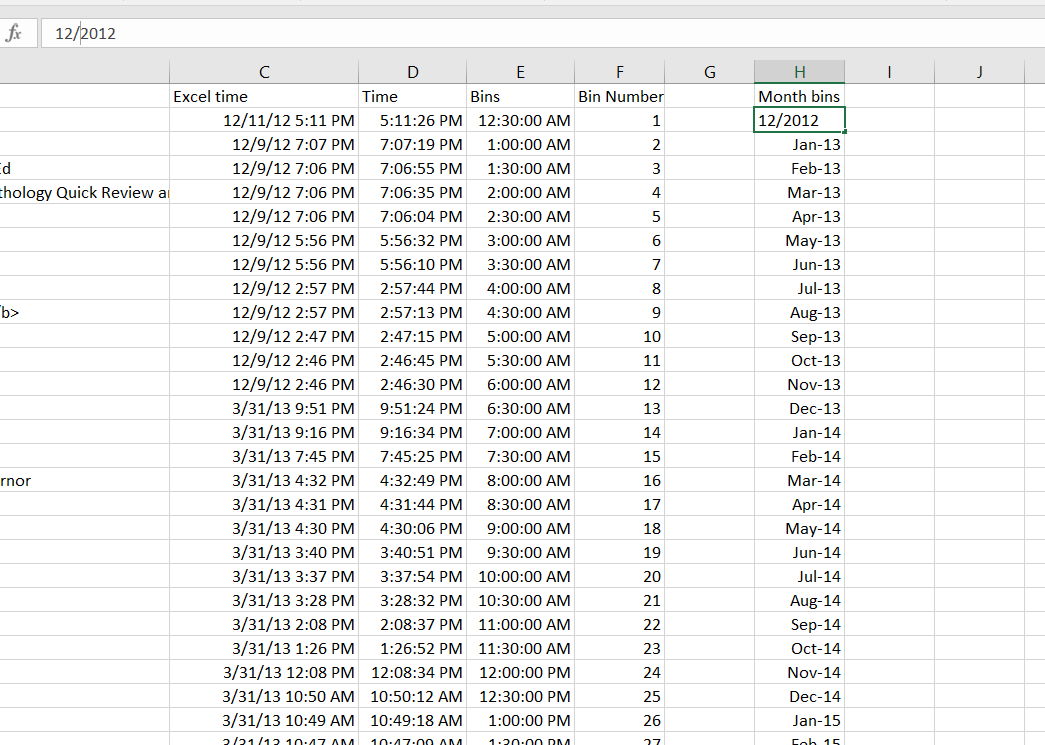 fx 12/2012
C D E F G H I J
Excel time Time Bins Bin Number Month bins
12/11/12 5:11 PM 5:11:26 PM 12:30:00 AM 1 12/2012
12/9/12 7:07 PM 7:07:19 PM 1:00:00 AM 2 Jan-13
Ed 12/9/12 7:06 PM 7:06:55 PM 1:30:00 AM 3 Feb-13
thology Quick Review a 12/9/12 7:06 PM 7:06:35 PM 2:00:00 AM 4 Mar-13
12/9/12 7:06 PM 7:06:04 PM 2:30:00 AM 5 Apr-13
12/9/12 5:56 PM 5:56:32 PM 3:00:00 AM 6 May-13
12/9/12 5:56 PM 5:56:10 PM 3:30:00 AM 7 Jun-13
12/9/12 2:57 PM 2:57:44 PM 4:00:00 AM 8 Jul-13
/b> 12/9/12 2:57 PM 2:57:13 PM 4:30:00 AM 9 Aug-13
12/9/12 2:47 PM 2:47:15 PM 5:00:00 AM 10 Sep-13
12/9/12 2:46 PM 2:46:45 PM 5:30:00 AM 11 Oct-13
12/9/12 2:46 PM 2:46:30 PM 6:00:00 AM 12 Nov-13
3/31/13 9:51 PM 9:51:24 PM 6:30:00 AM 13 Dec-13
3/31/13 9:16 PM 9:16:34 PM 7:00:00 AM 14 Jan-14
3/31/13 7:45 PM 7:45:25 PM 7:30:00 AM 15 Feb-14
rnor 3/31/13 4:32 PM 4:32:49 PM 8:00:00 AM 16 Mar-14
3/31/13 4:31 PM 4:31:44 PM 8:30:00 AM 17 Apr-14
3/31/13 4:30 PM 4:30:06 PM 9:00:00 AM 18 May-14
3/31/13 3:40 PM 3:40:51 PM 9:30:00 AM 19 Jun-14
3/31/13 3:37 PM 3:37:54 PM 10:00:00 AM 20 Jul-14
3/31/13 3:28 PM 3:28:32 PM 10:30:00 AM 21 Aug-14
3/31/13 2:08 PM 2:08:37 PM 11:00:00 AM 22 Sep-14
3/31/13 1:26 PM 1:26:52 PM 11:30:00 AM 23 Oct-14
3/31/13 12:08 PM 12:08:34 PM 12:00:00 PM 24 Nov-14
3/31/13 10:50 AM 10:50:12 AM 12:30:00 PM 25 Dec-14
3/31/13 10:49 AM 10:49:18 AM 1:00:00 PM 26 Jan-15
3/31/13 10:47 AM 10:47:09 AM 1:30:00 PM 27 Feb-15